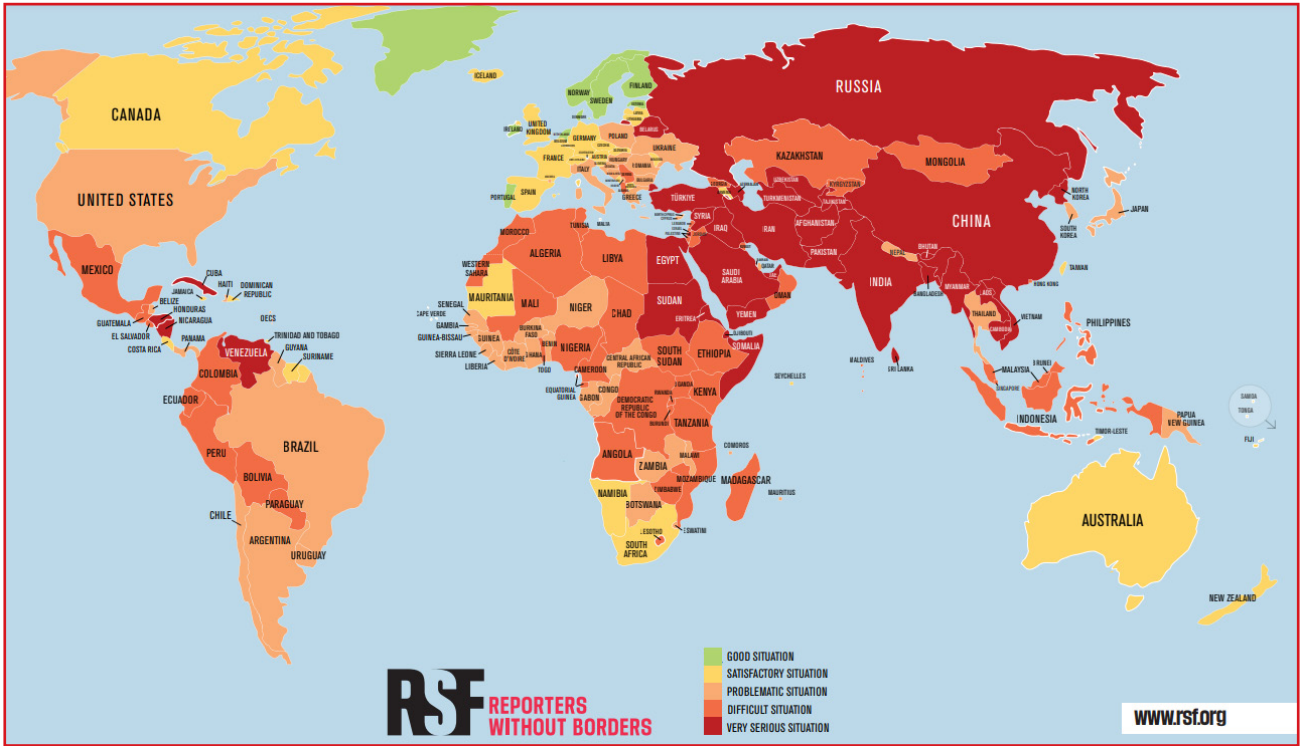 CANADA
UNITED STATES
MEXICO
CUBA
HAITI
DOMINICAN
REPUBLIC
JAMAICA
BELIZE
HONDURAS
NICARAGUA
GUATEMALA
EL SALVADOR
COSTA RICA
PANAMA
OECS
TRINIDAD AND TOBAGO
GUYANA
SURINAME
VENEZUELA
COLOMBIA
ECUADOR
PERU
BRAZIL
BOLIVIA
PARAGUAY
CHILE
ARGENTINA
URUGUAY
ICELAND
NORWAY
SWEDEN
FINLAND
IRELAND
UNITED
KINGDOM
GERMANY
POLAND
BELARUS
UKRAINE
FRANCE
AUSTRIA
HUNGARY
ROMANIA
ITALY
BULGARIA
PORTUGAL
SPAIN
GREECE
MALTA
RUSSIA
KAZAKHSTAN
MONGOLIA
UZBEKISTAN
KYRGYZSTAN
TURKMENISTAN
TAJIKISTAN
TÜRKIYE
SYRIA
IRAQ
IRAN
AFGHANISTAN
PAKISTAN
SAUDI
ARABIA
QATAR
UAE
OMAN
YEMEN
CHINA
NORTH
KOREA
SOUTH
KOREA
JAPAN
TAIWAN
HONG KONG
NEPAL
BHUTAN
INDIA
BANGLADESH
MYANMAR
LAOS
THAILAND
VIETNAM
CAMBODIA
PHILIPPINES
MALDIVES
SRI LANKA
MALAYSIA
BRUNEI
SINGAPORE
INDONESIA
TIMOR-LESTE
PAPUA
NEW GUINEA
SAMOA
TONGA
FIJI
AUSTRALIA
NEW ZEALAND
MOROCCO
TUNISIA
ALGERIA
LIBYA
EGYPT
WESTERN
SAHARA
MAURITANIA
MALI
NIGER
CHAD
SUDAN
ERITREA
DJIBOUTI
SOMALIA
SENEGAL
CAPE VERDE
GAMBIA
GUINEA-BISSAU
GUINEA
SIERRA LEONE
LIBERIA
CÔTE
D'IVOIRE
BURKINA
FASO
GHANA
TOGO
BENIN
NIGERIA
CAMEROON
CENTRAL AFRICAN
REPUBLIC
SOUTH
SUDAN
ETHIOPIA
EQUATORIAL
GUINEA
GABON
CONGO
DEMOCRATIC
REPUBLIC
OF THE CONGO
UGANDA
KENYA
RWANDA
BURUNDI
TANZANIA
SEYCHELLES
COMOROS
ANGOLA
ZAMBIA
MALAWI
MOZAMBIQUE
MADAGASCAR
MAURITIUS
ZIMBABWE
NAMIBIA
BOTSWANA
ESWATINI
LESOTHO
SOUTH
AFRICA
GOOD SITUATION
SATISFACTORY SITUATION
PROBLEMATIC SITUATION
DIFFICULT SITUATION
VERY SERIOUS SITUATION
RSF
REPORTERS
WITHOUT BORDERS
www.rsf.org